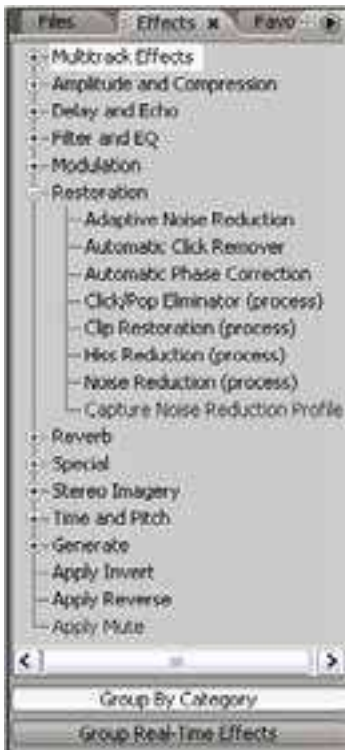 Files Effects Favo
Multitrack Effects
Amplitude and Compression
Delay and Echo
Filter and EQ
Modulation
Restoration
Adaptive Noise Reduction
Automatic Click Remover
Automatic Phase Correction
Click/Pop Eliminator (process)
Clip Restoration (process)
Hiss Reduction (process)
Noise Reduction (process)
Capture Noise Reduction Profile
Reverb
Special
Stereo Imagery
Time and Pitch
Generate
Apply Invert
Apply Reverse
Apply Mute
Group By Category
Group Real-Time Effects